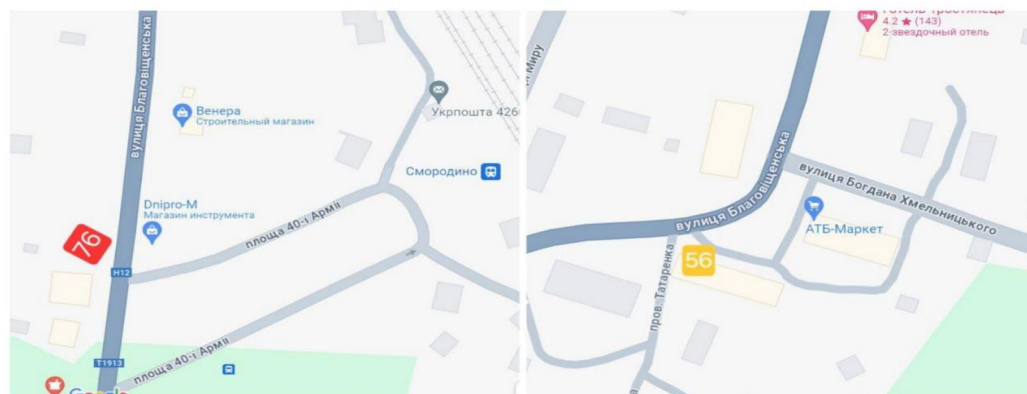 вулиця Благовіщенська
Венера
Строительный магазин
Укрпошта 426
Смородино
Dnipro-M
Магазин инструмента
площа 40-ї Армії
76
H12
площа 40-ї Армії
T1913
Google
Миру
4.2 ★ (143)
2-звездочный отель
вулиця Благовіщенська
вулиця Богдана Хмельницького
АТБ-Маркет
56
пров. Татаренка